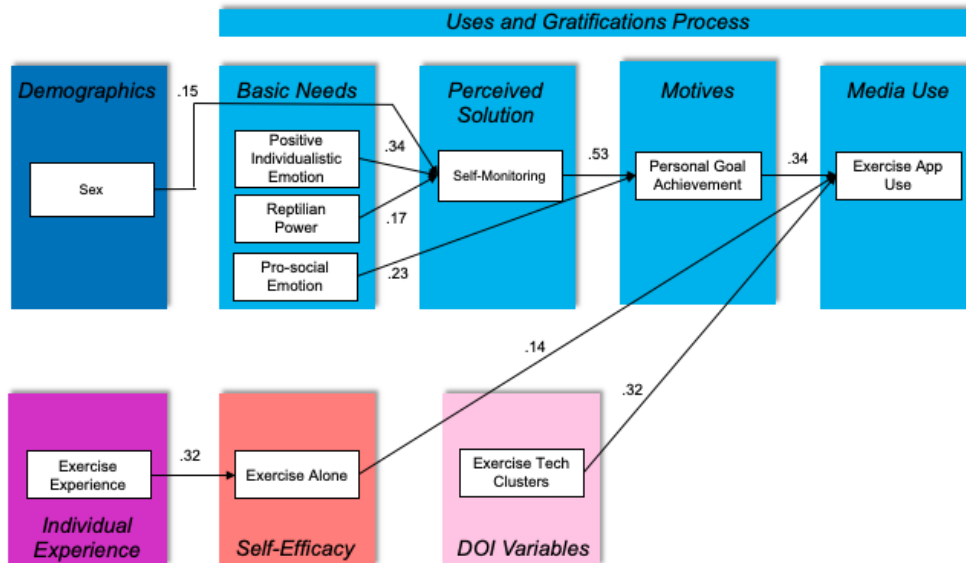 Uses and Gratifications Process
Demographics
Basic Needs
Perceived
Solution
Motives
Media Use
.15
Sex
Positive
Individualistic
Emotion
.34
Reptilian
Power
.17
Pro-social
Emotion
.23
Self-Monitoring
.53
Personal Goal
Achievement
.34
Exercise App
Use
.14
.32
Exercise
Experience
.32
Exercise Alone
Exercise Tech
Clusters
Individual
Experience
Self-Efficacy
DOI Variables